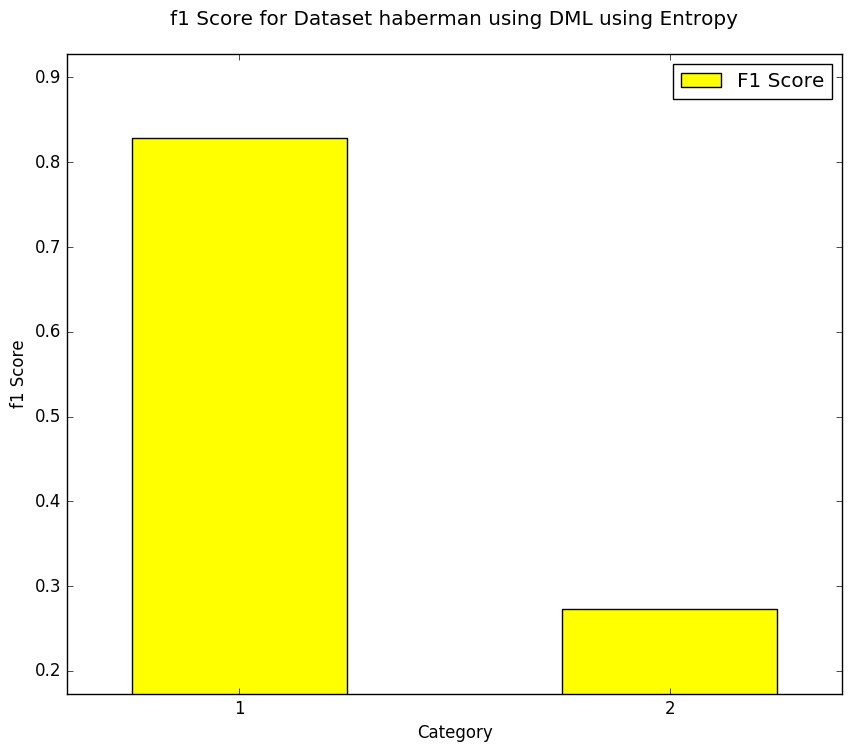 f1 Score for Dataset haberman using DML using Entropy
F1 Score
0.9
0.8
0.7
0.6
0.5
0.4
0.3
0.2
f1 Score
1
2
Category